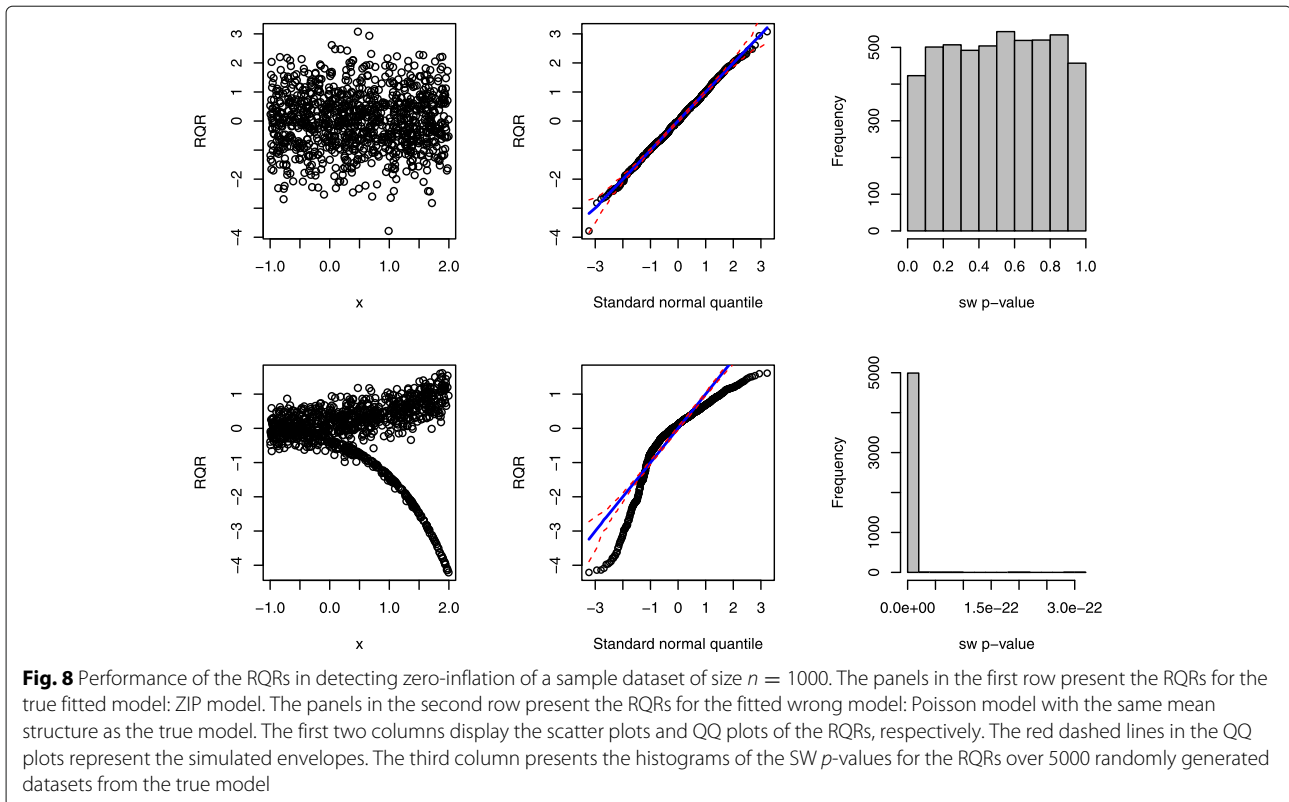 3
2
1
0
−2
−4
RQR
−1.0
0.0
1.0
2.0
x
3
2
1
0
−2
−4
RQR
−3
−1
0
1
2
3
Standard normal quantile
500
300
100
0
Frequency
0.0
0.2
0.4
0.6
0.8
1.0
sw p−value
1
0
−1
−2
−3
−4
RQR
−1.0
0.0
1.0
2.0
x
1
0
−1
−2
−3
−4
RQR
−3
−1
0
1
2
3
Standard normal quantile
5000
3000
1000
0
Frequency
0.0e+00
1.5e−22
3.0e−22
sw p−value
Fig. 8 Performance of the RQRs in detecting zero-inflation of a sample dataset of size n = 1000. The panels in the first row present the RQRs for the
true fitted model: ZIP model. The panels in the second row present the RQRs for the fitted wrong model: Poisson model with the same mean
structure as the true model. The first two columns display the scatter plots and QQ plots of the RQRs, respectively. The red dashed lines in the QQ
plots represent the simulated envelopes. The third column presents the histograms of the SW p-values for the RQRs over 5000 randomly generated
datasets from the true model